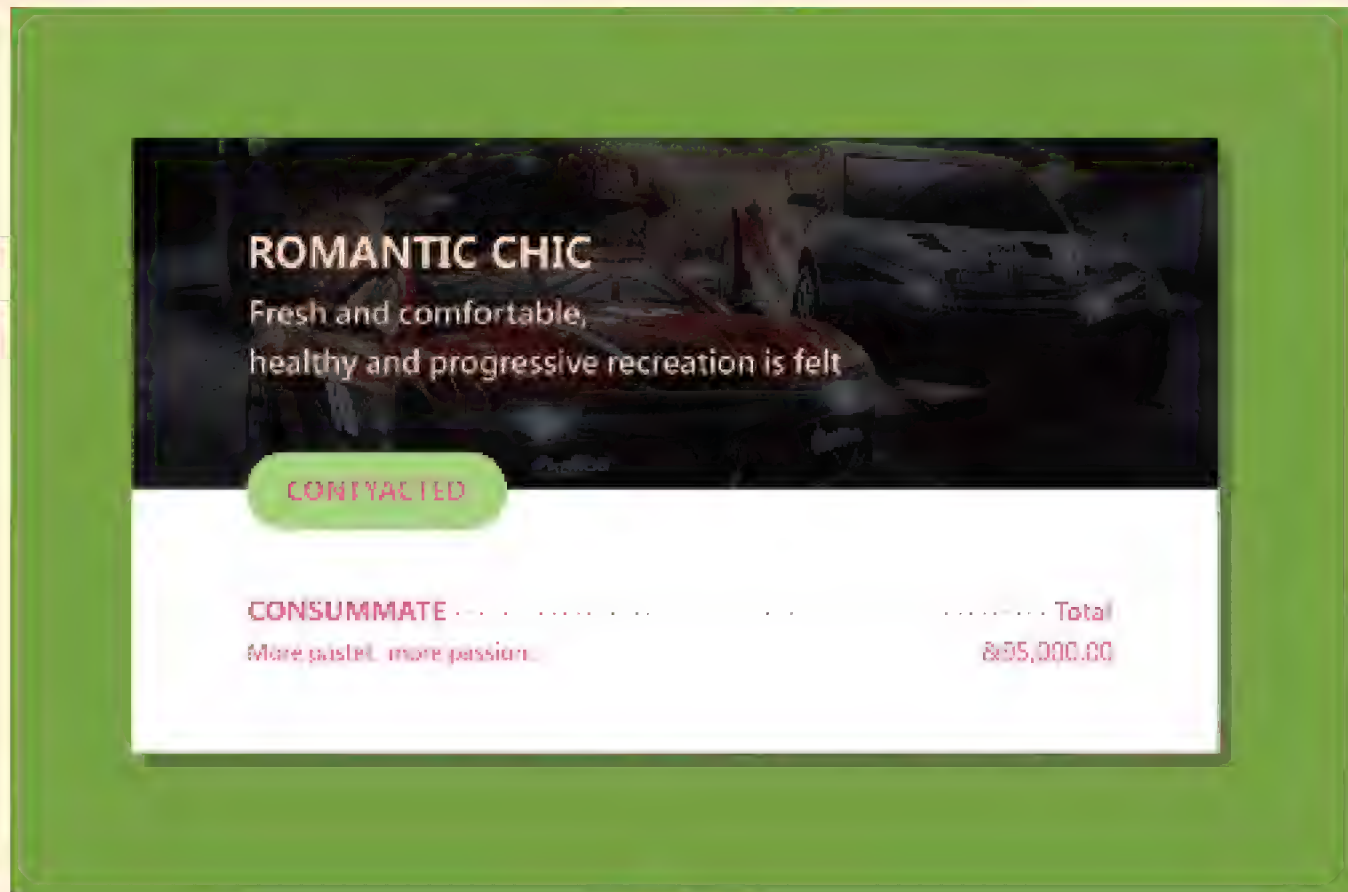 ROMANTIC CHIC
Fresh and comfortable,
healthy and progressive recreation is felt
CONTYACTED
CONSUMMATE Total
More pastel, more passion.
&95,000.00